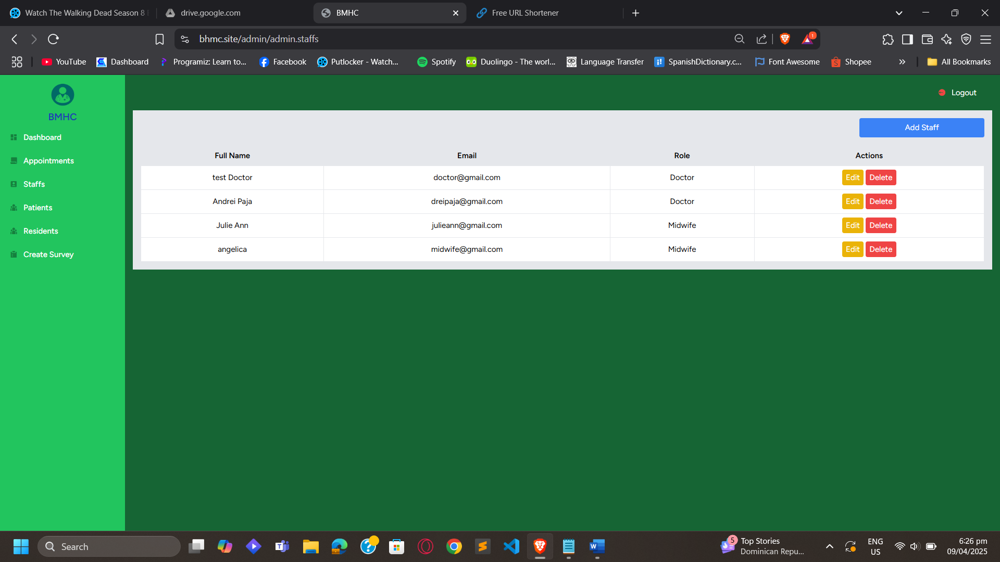 Watch The Walking Dead Season 8
drive.google.com
BMHC
Free URL Shortener
bhmc.site/admin/admin.staffs
1
YouTube
Dashboard
Programiz: Learn to...
Facebook
Putlocker - Watch...
Spotify
Duolingo - The worl...
Language Transfer
SpanishDictionary.c...
Font Awesome
Shopee
All Bookmarks
BMHC
Dashboard
Appointments
Staffs
Patients
Residents
Create Survey
Logout
Add Staff
Full Name Email Role Actions
test Doctor doctor@gmail.com Doctor Edit Delete
Andrei Paja dreipaja@gmail.com Doctor Edit Delete
Julie Ann julieann@gmail.com Midwife Edit Delete
angelica midwife@gmail.com Midwife Edit Delete
Search
5
Top Stories
Dominican Repu...
ENG
US
6:26 pm
09/04/2025